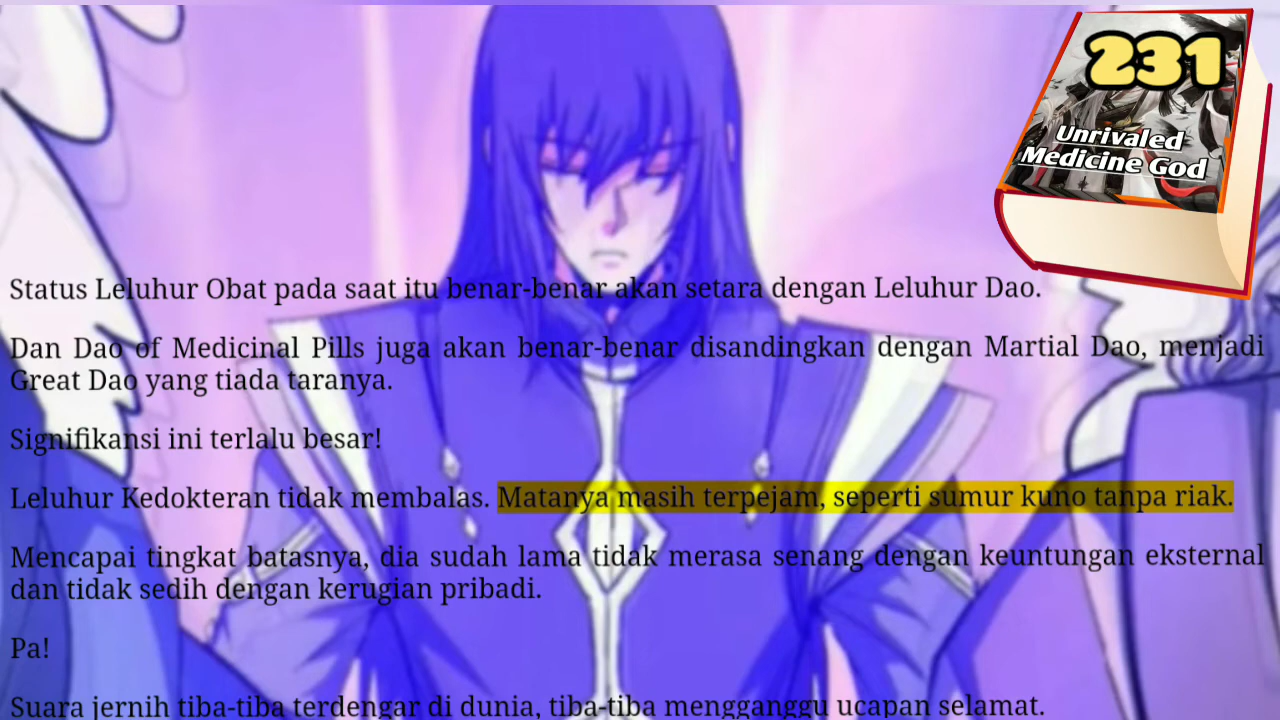 231
Unrivaled
Medicine God
Status Leluhur Obat pada saat itu benar-benar akan setara dengan Leluhur Dao.
Dan Dao of Medicinal Pills juga akan benar-benar disandingkan dengan Martial Dao, menjadi
Great Dao yang tiada taranya.
Signifikansi ini terlalu besar!
Leluhur Kedokteran tidak membalas. Matanya masih terpejam, seperti sumur kuno tanpa riak.
Mencapai tingkat batasnya, dia sudah lama tidak merasa senang dengan keuntungan eksternal
dan tidak sedih dengan kerugian pribadi.
Pa!
Suara jernih tiba-tiba terdengar di dunia, tiba-tiba mengganggu ucapan selamat.